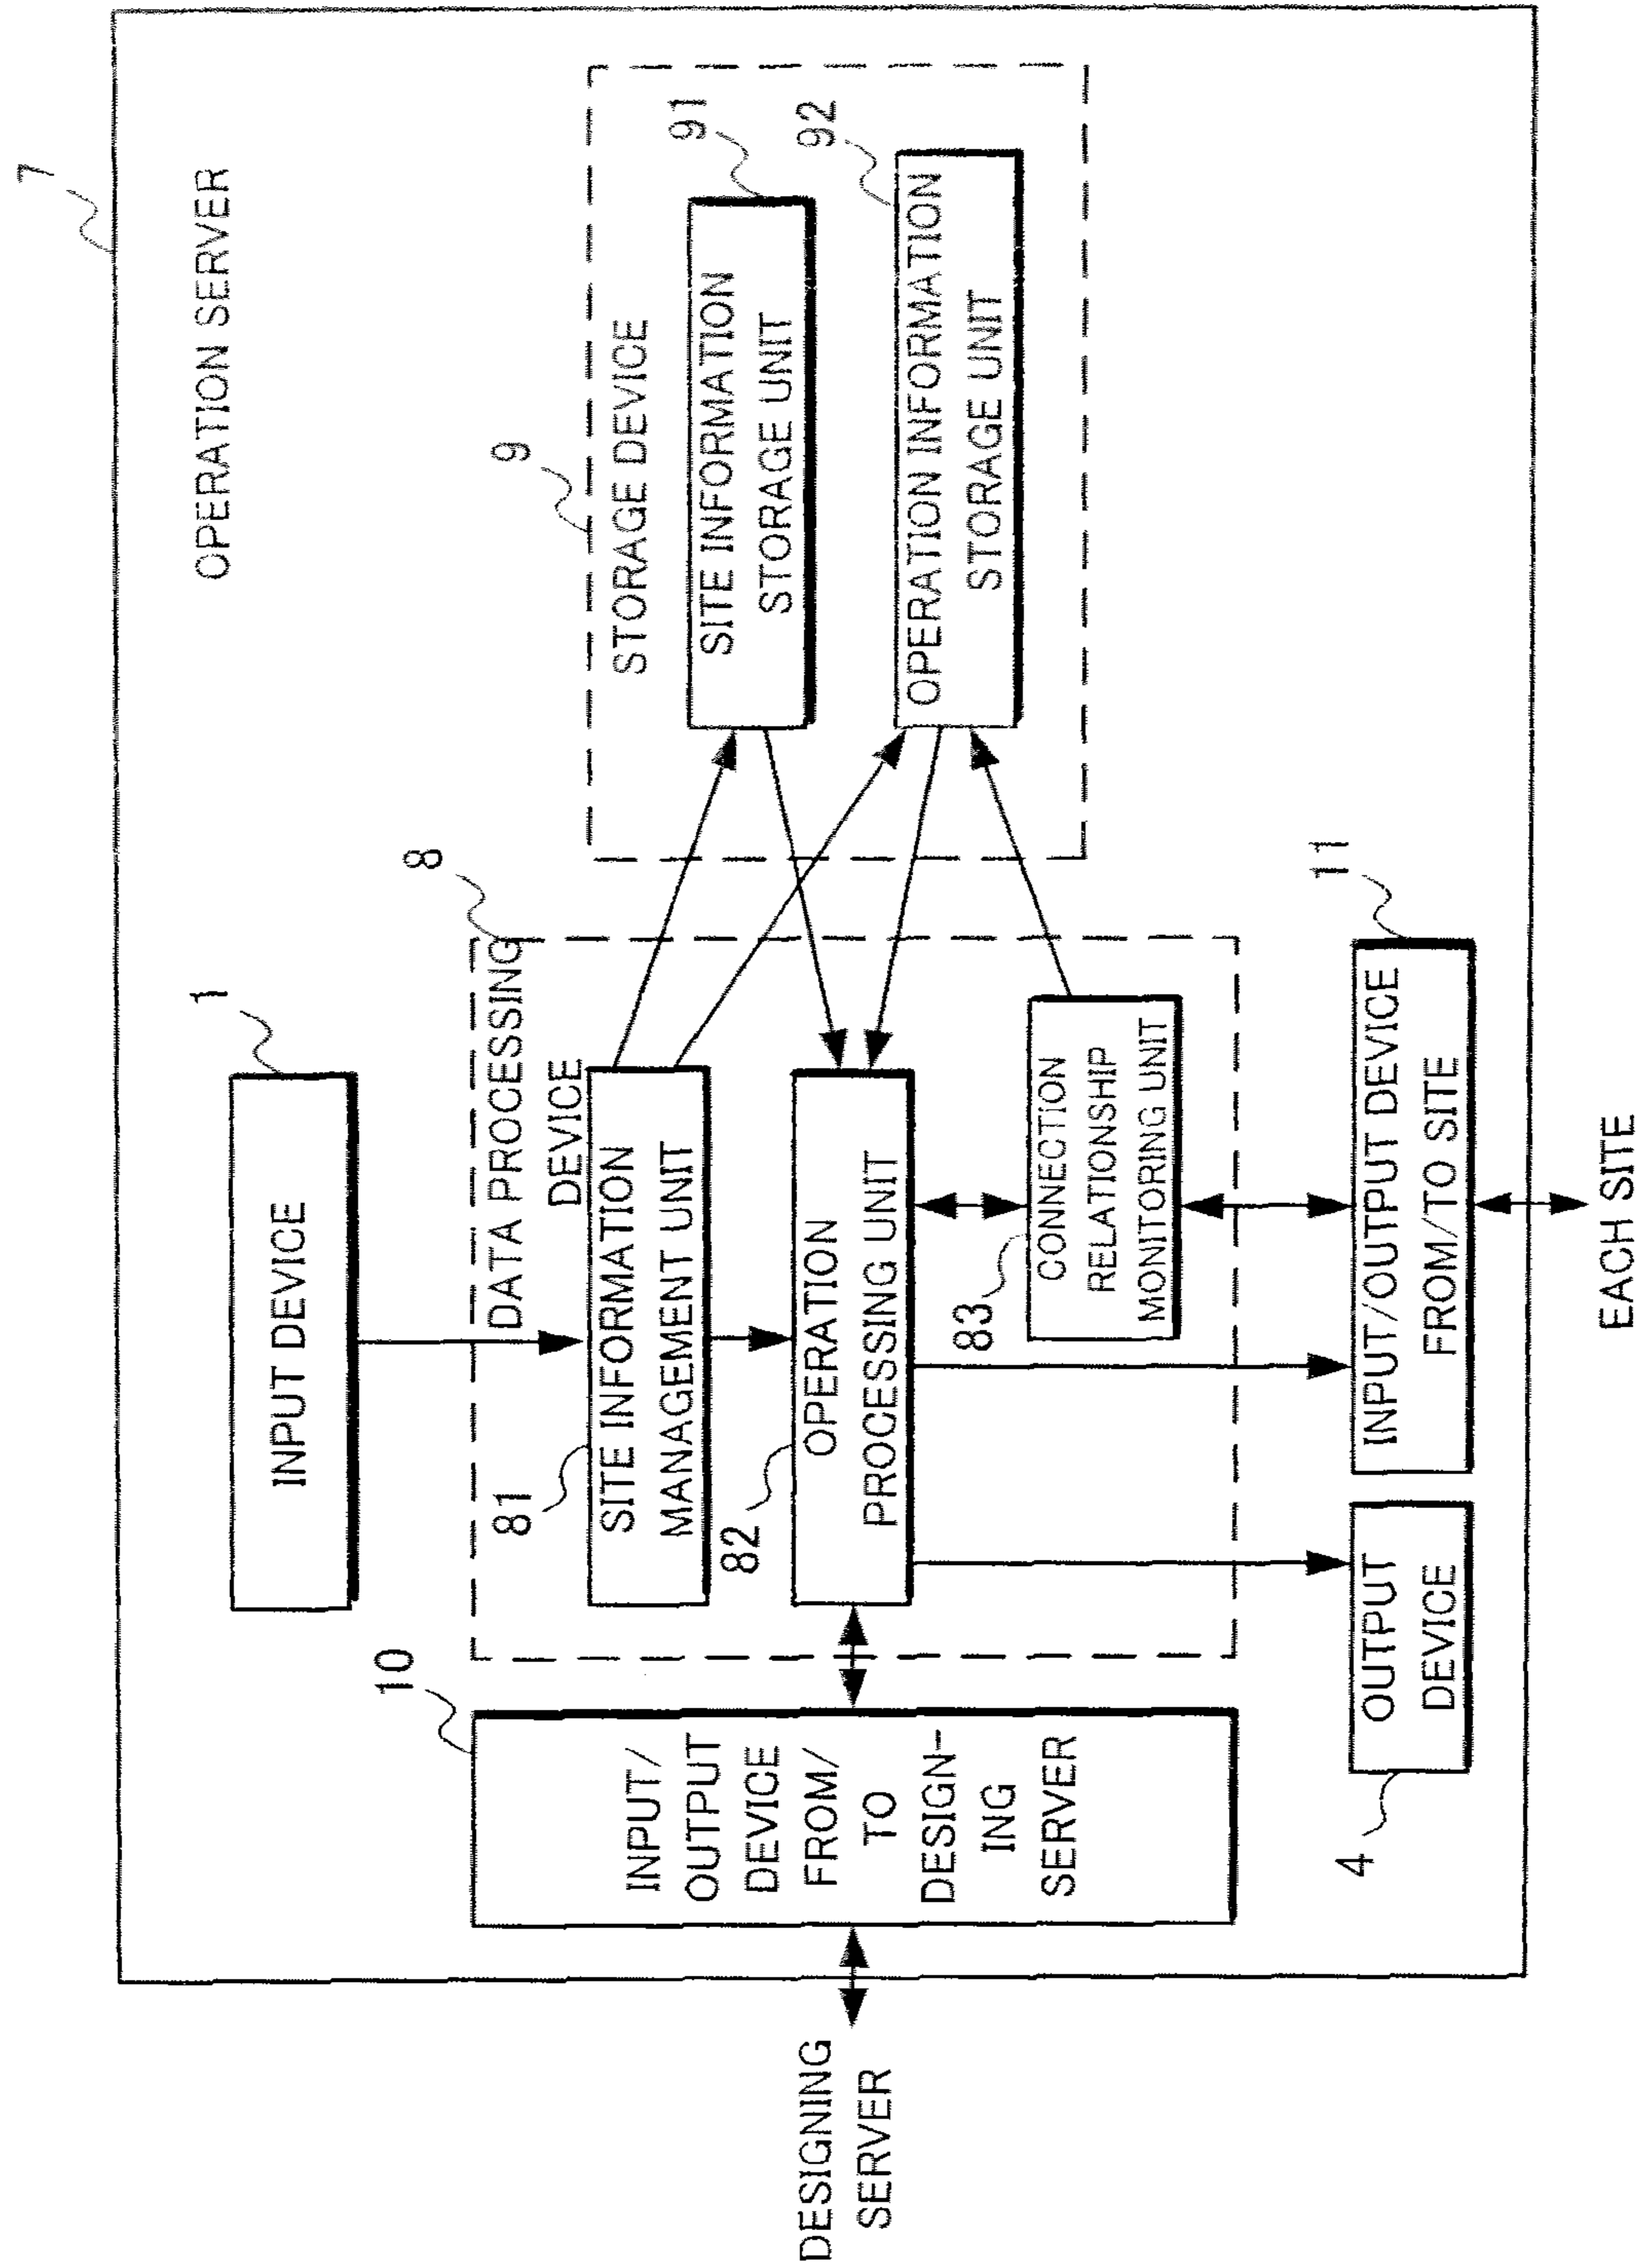 7
OPERATION SERVER
1
INPUT DEVICE
8
DATA PROCESSING
DEVICE
81
SITE INFORMATION
MANAGEMENT UNIT
82
OPERATION
PROCESSING UNIT
83
CONNECTION
RELATIONSHIP
MONITORING UNIT
9
STORAGE DEVICE
91
SITE INFORMATION
STORAGE UNIT
92
OPERATION INFORMATION
STORAGE UNIT
10
INPUT/
OUTPUT
DEVICE
FROM/
TO
DESIGN-
ING
SERVER
DESIGNING
SERVER
4
OUTPUT
DEVICE
11
INPUT/OUTPUT DEVICE
FROM/TO SITE
EACH SITE